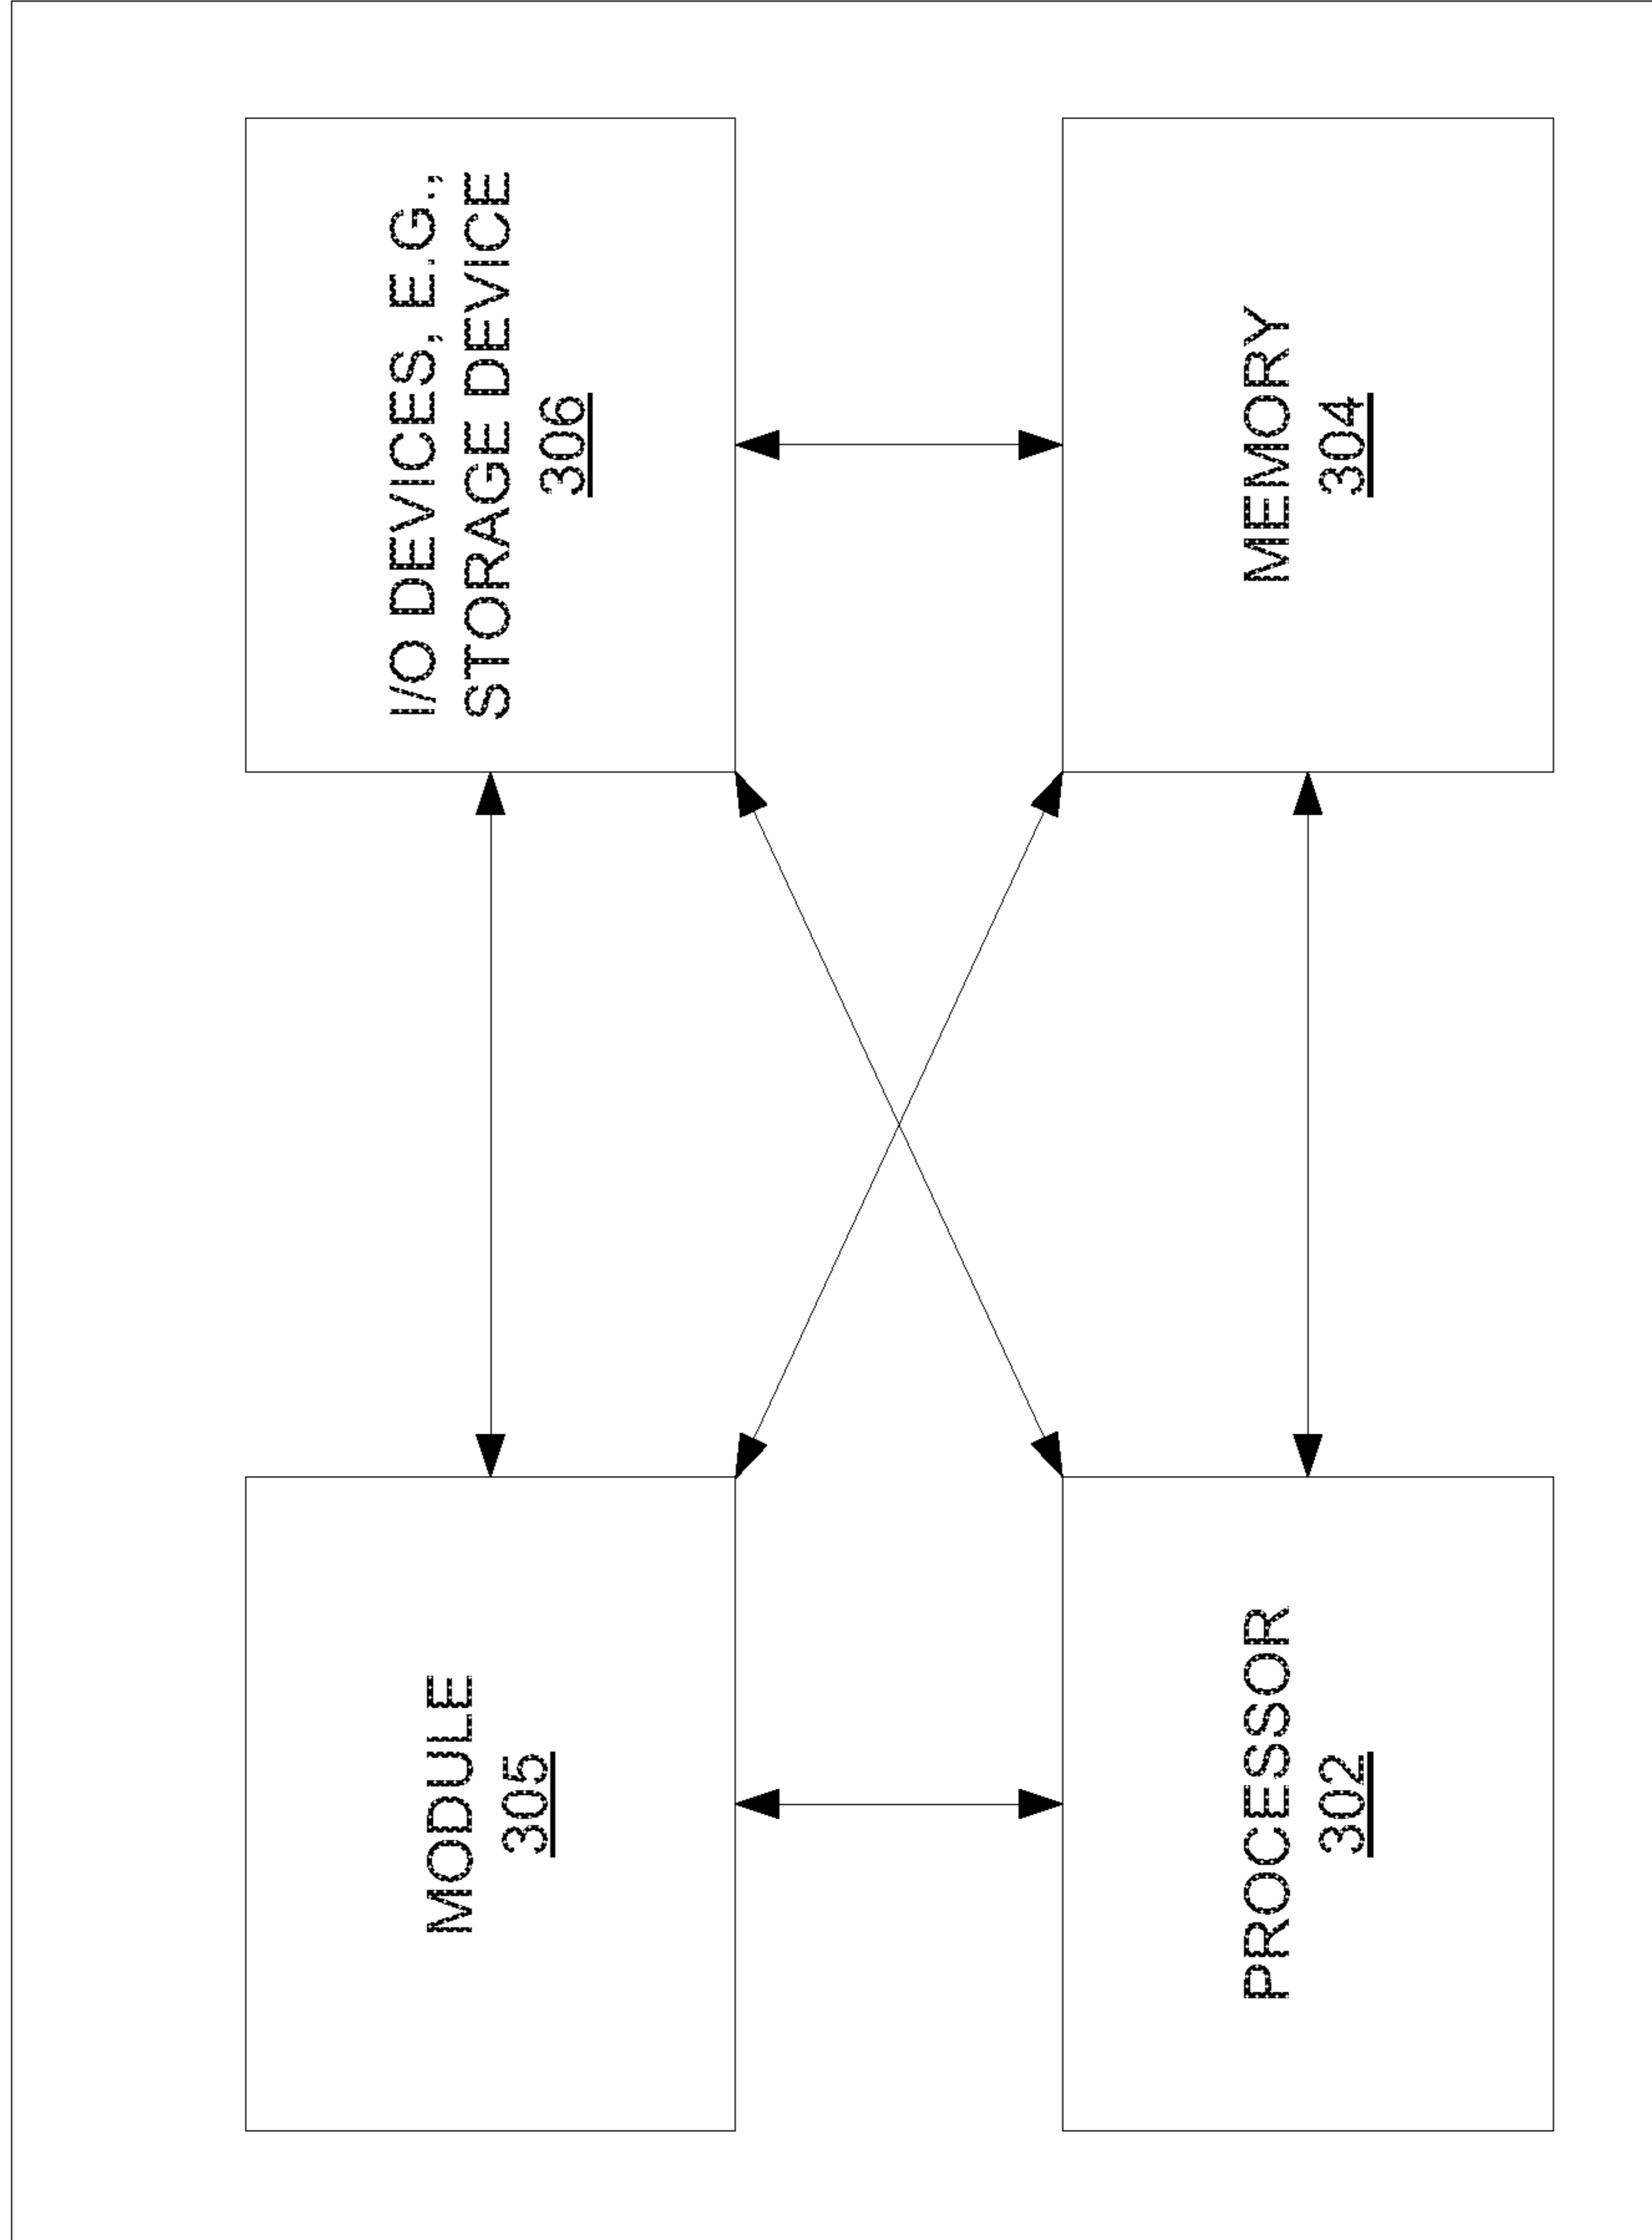 MODULE
305
I/O DEVICES, E.G.,
STORAGE DEVICE
306
PROCESSOR
302
MEMORY
304